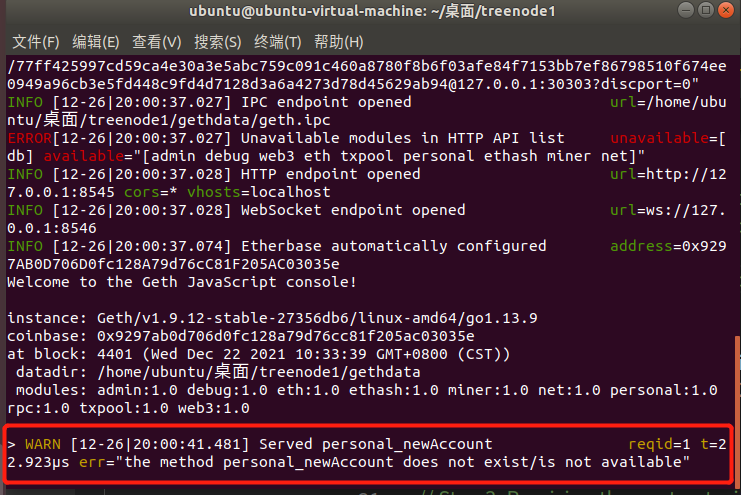 ubuntu@ubuntu-virtual-machine: ~/桌面/treenode1
文件(F) 编辑(E) 查看(V) 搜索(S) 终端(T) 帮助(H)
/77ff425997cd59ca4e30a3e5abc759c091c460a8780f8b6f03afe84f7153bb7ef86798510f674ee
0949a96cb3e5fd448c9fd4d7128d3a6a4273d78d45629ab94@127.0.0.1:30303?discport=0"
INFO [12-26|20:00:37.027] IPC endpoint opened url=/home/ubu
ntu/桌面/treenode1/gethdata/geth.ipc
ERROR[12-26|20:00:37.027] Unavailable modules in HTTP API list unavailable=[
db] available="[admin debug web3 eth txpool personal ethash miner net]"
INFO [12-26|20:00:37.028] HTTP endpoint opened url=http://12
7.0.0.1:8545 cors=* vhosts=localhost
INFO [12-26|20:00:37.028] WebSocket endpoint opened url=ws://127.
0.0.1:8546
INFO [12-26|20:00:37.074] Etherbase automatically configured address=0x929
7AB0D706D0fc128A79d76cC81F205AC03035e
Welcome to the Geth JavaScript console!
instance: Geth/v1.9.12-stable-27356db6/linux-amd64/go1.13.9
coinbase: 0x9297ab0d706d0fc128a79d76cc81f205ac03035e
at block: 4401 (Wed Dec 22 2021 10:33:39 GMT+0800 (CST))
datadir: /home/ubuntu/桌面/treenode1/gethdata
modules: admin:1.0 debug:1.0 eth:1.0 ethash:1.0 miner:1.0 net:1.0 personal:1.0
rpc:1.0 txpool:1.0 web3:1.0
> WARN [12-26|20:00:41.481] Served personal_newAccount reqid=1 t=2
2.923µs err="the method personal_newAccount does not exist/is not available"